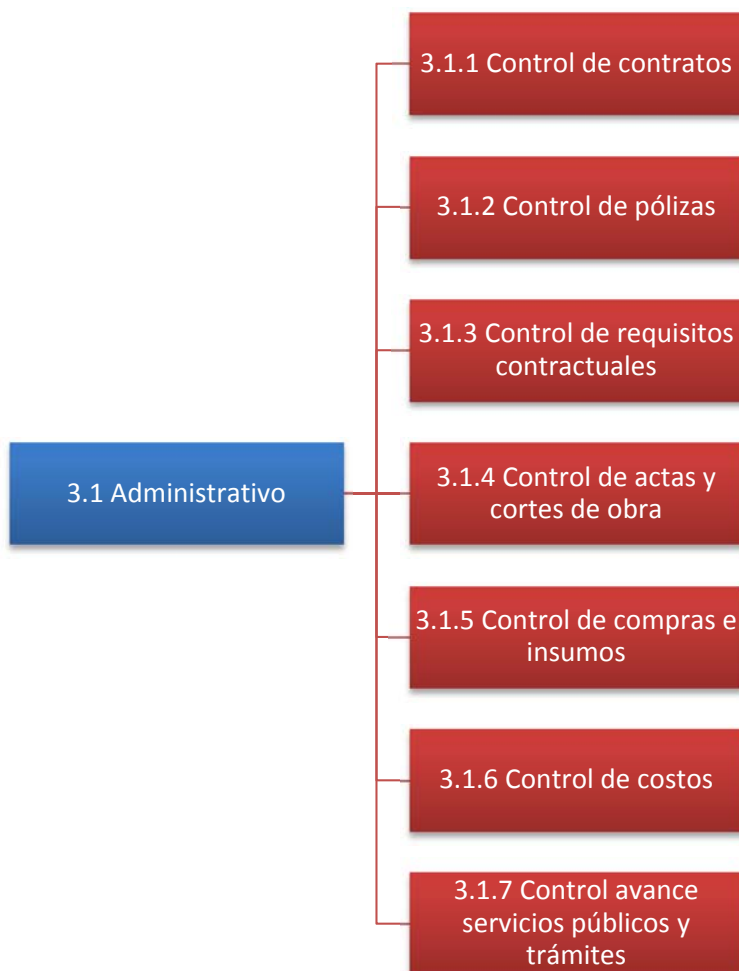 3.1.1 Control de contratos
3.1.2 Control de pólizas
3.1.3 Control de requisitos
contractuales
3.1 Administrativo
3.1.4 Control de actas y
cortes de obra
3.1.5 Control de compras e
insumos
3.1.6 Control de costos
3.1.7 Control avance
servicios públicos y
trámites